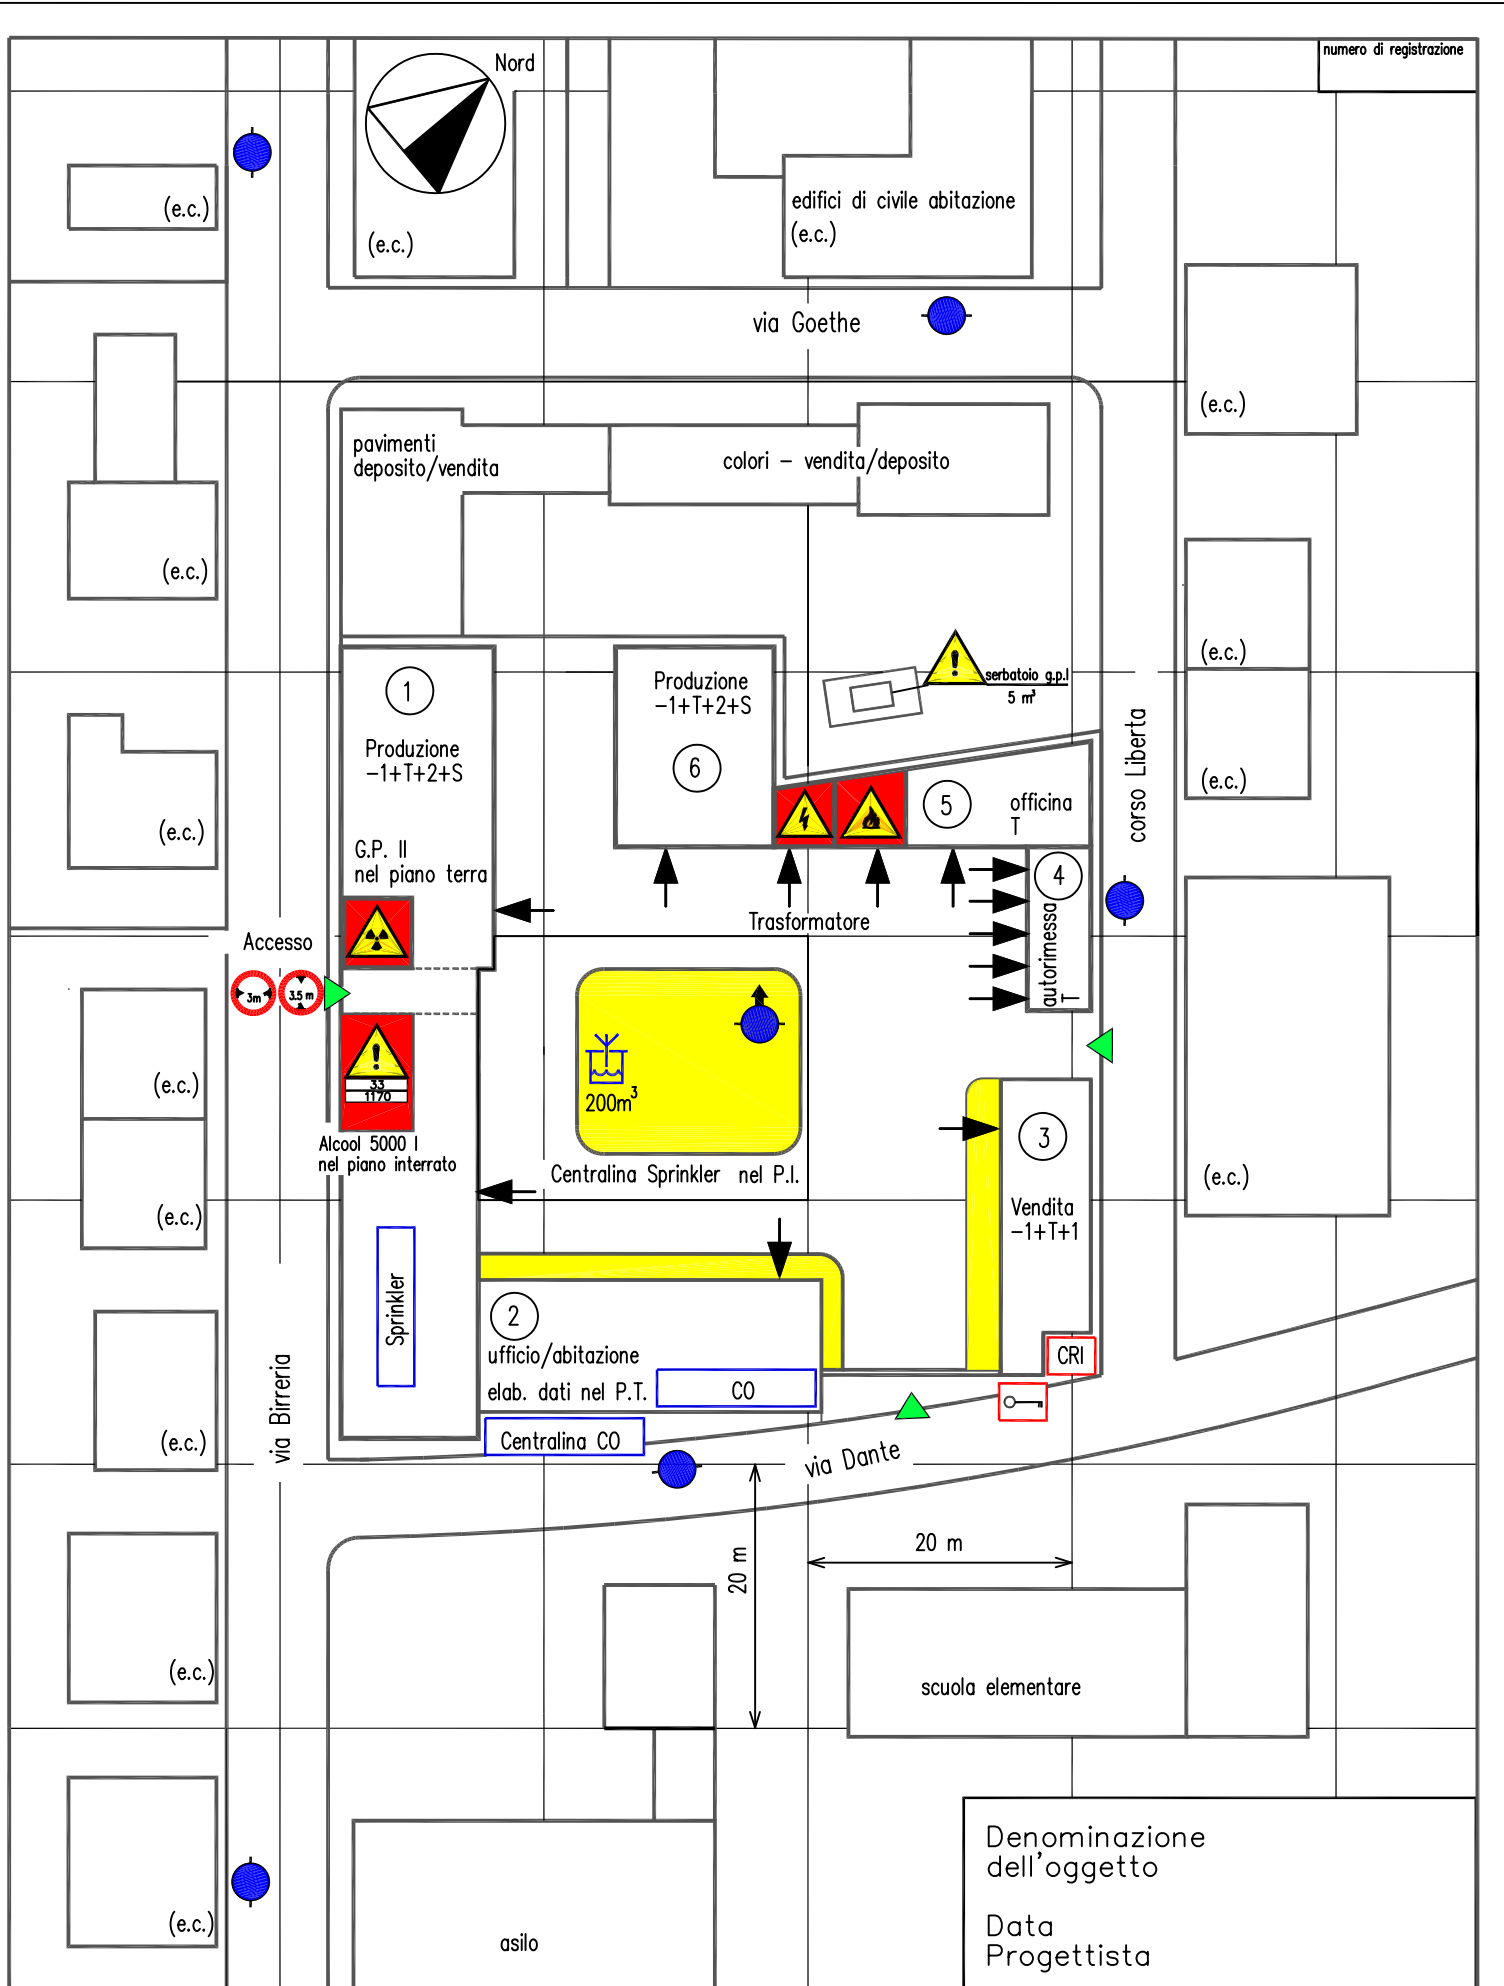 numero di registrazione
Nord
(e.c.)
(e.c.)
edifici di civile abitazione
(e.c.)
via Goethe
(e.c.)
pavimenti
deposito/vendita
colori – vendita/deposito
(e.c.)
(e.c.)
serbatoio g.p.l
5 m³
1
Produzione
-1+T+2+S
Produzione
-1+T+2+S
6
corso Liberta
(e.c.)
(e.c.)
5
officina
T
G.P. II
nel piano terra
4
autorimessa
T
Trasformatore
Accesso
3m
3.5 m
33
1170
200m³
(e.c.)
Alcool 5000 l
nel piano interrato
Centralina Sprinkler nel P.I.
3
Vendita
-1+T+1
(e.c.)
(e.c.)
Sprinkler
2
ufficio/abitazione
elab. dati nel P.T.
CO
CRI
Centralina CO
via Birreria
(e.c.)
via Dante
20 m
20 m
(e.c.)
scuola elementare
(e.c.)
asilo
Denominazione
dell'oggetto
Data
Progettista